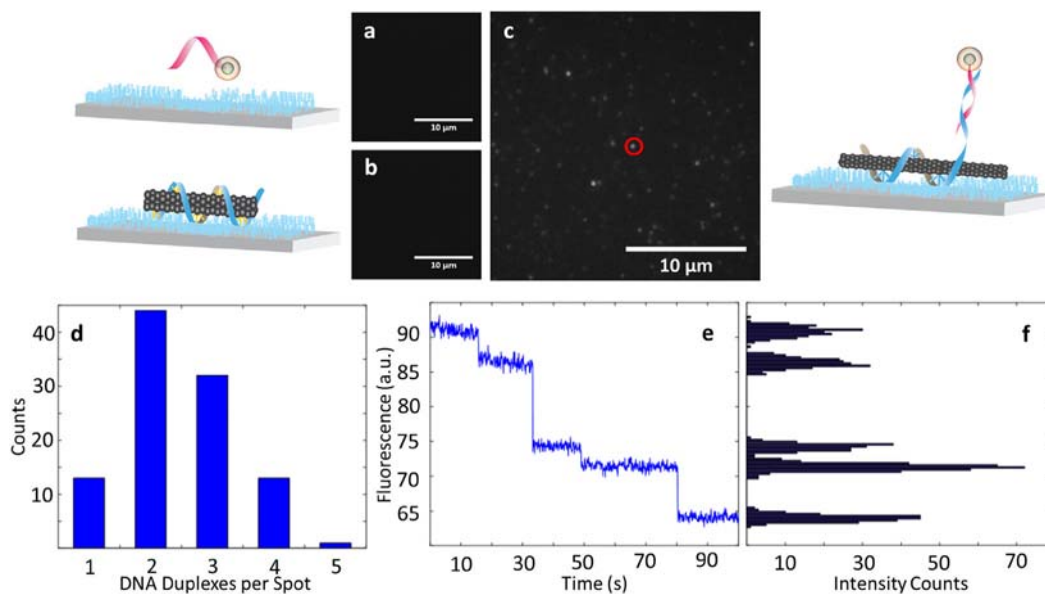 a
10 μm
b
10 μm
c
10 μm
d
Counts
40
30
20
10
1 2 3 4 5
DNA Duplexes per Spot
e
Fluorescence (a.u.)
90
85
80
75
70
65
10 30 50 70 90
Time (s)
f
10 30 50 70
Intensity Counts